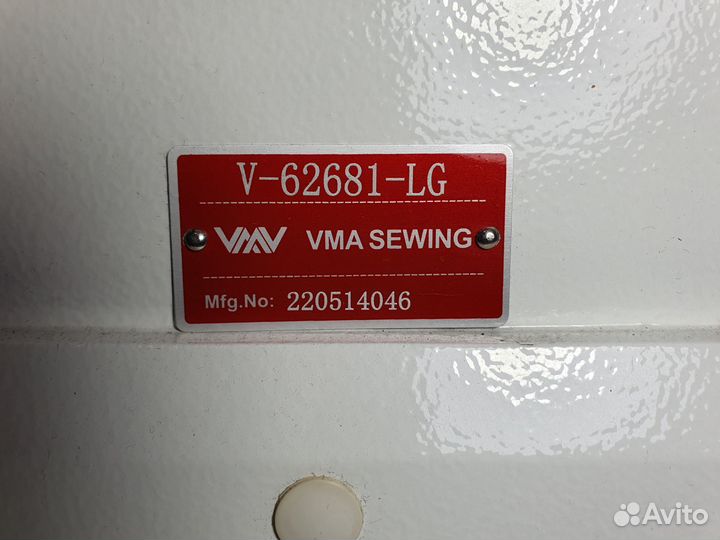 V-62681-LG
VMA VMA SEWING
Mfg.No: 220514046
Avito